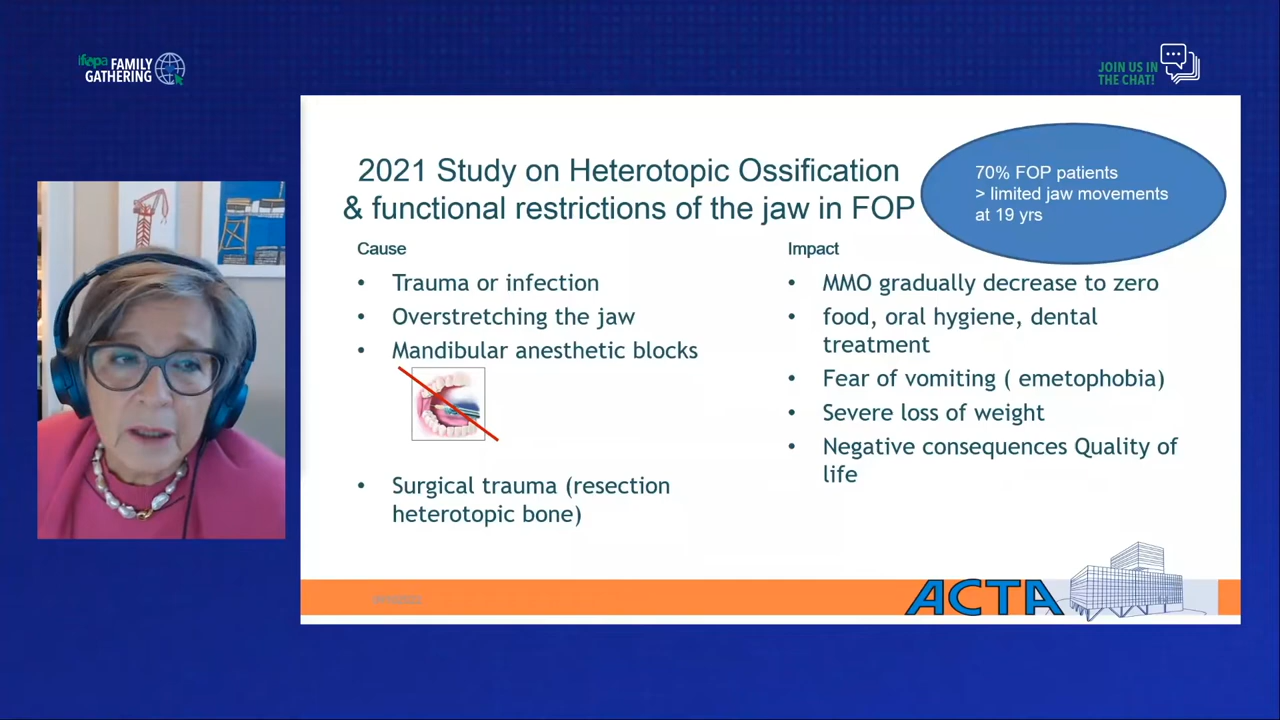 ifopa FAMILY
GATHERING
JOIN US IN
THE CHAT!
2021 Study on Heterotopic Ossification
& functional restrictions of the jaw in FOP
70% FOP patients
> limited jaw movements
at 19 yrs
Cause
• Trauma or infection
• Overstretching the jaw
• Mandibular anesthetic blocks
• Surgical trauma (resection
heterotopic bone)
Impact
• MMO gradually decrease to zero
• food, oral hygiene, dental
treatment
• Fear of vomiting ( emetophobia)
• Severe loss of weight
• Negative consequences Quality of
life
ACTA